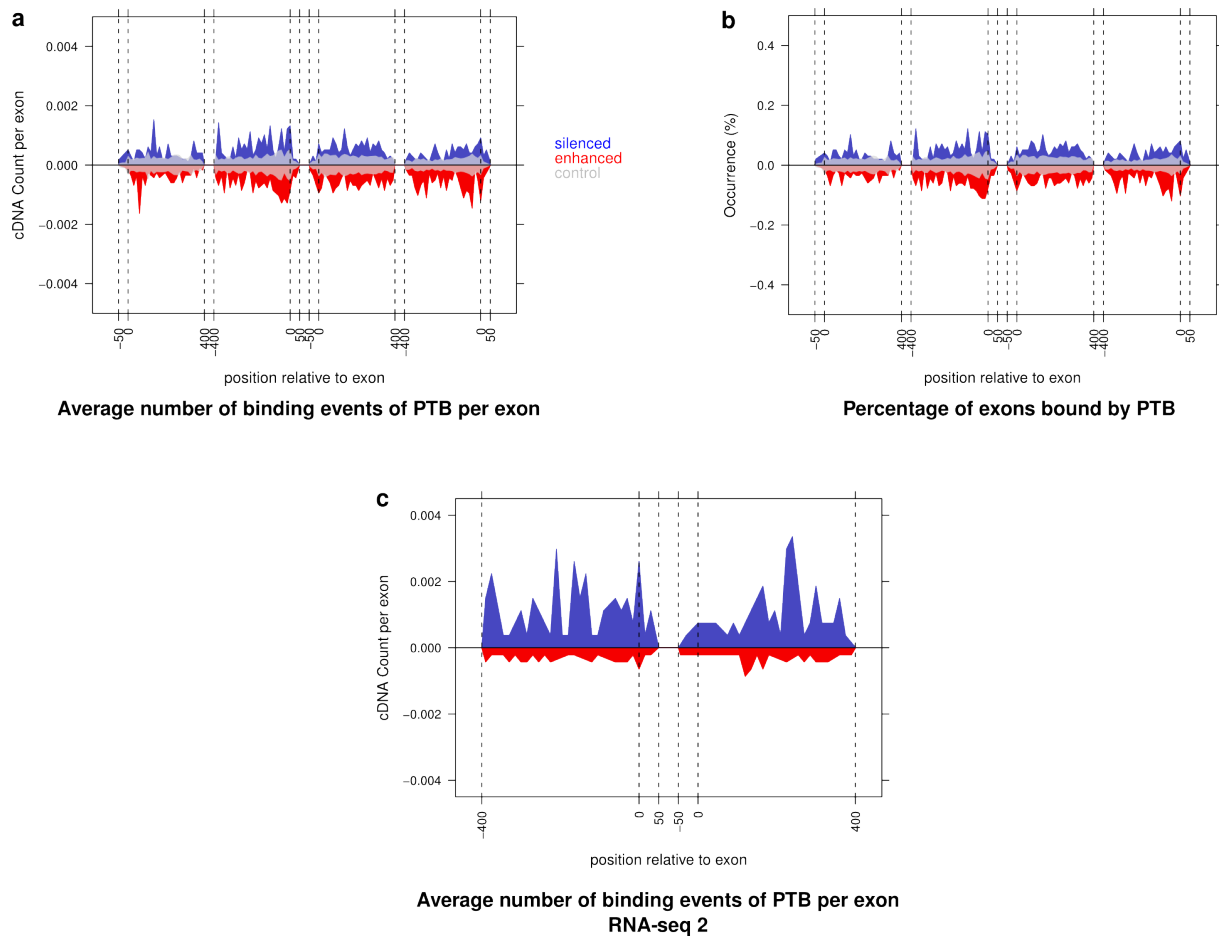 a
0.004
0.002
0.000
−0.002
−0.004
cDNA Count per exon
−50
0
400
−400
0
50
−50
0
400
−400
0
50
position relative to exon
Average number of binding events of PTB per exon
silenced
enhanced
control
b
0.4
0.2
0.0
−0.2
−0.4
Occurrence (%)
−50
0
400
−400
0
50
−50
0
400
−400
0
50
position relative to exon
Percentage of exons bound by PTB
c
0.004
0.002
0.000
−0.002
−0.004
cDNA Count per exon
−400
0
50
−50
0
400
position relative to exon
Average number of binding events of PTB per exon
RNA-seq 2